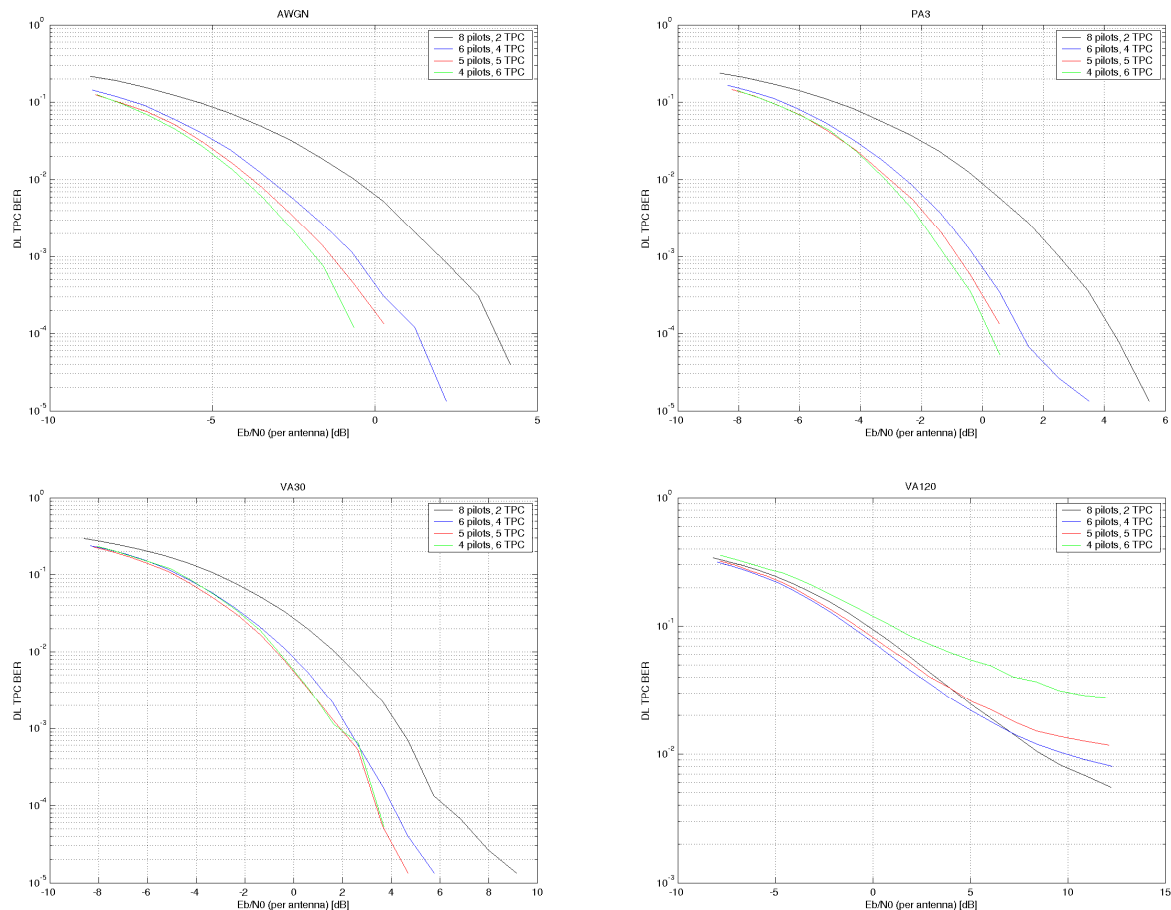 AWGN
10^0
10^-1
10^-2
10^-3
10^-4
10^-5
DL TPC BER
8 pilots, 2 TPC
6 pilots, 4 TPC
5 pilots, 5 TPC
4 pilots, 6 TPC
-10 -5 0 5
Eb/N0 (per antenna) [dB]
PA3
10^0
10^-1
10^-2
10^-3
10^-4
10^-5
DL TPC BER
8 pilots, 2 TPC
6 pilots, 4 TPC
5 pilots, 5 TPC
4 pilots, 6 TPC
-10 -8 -6 -4 -2 0 2 4 6
Eb/N0 (per antenna) [dB]
VA30
10^0
10^-1
10^-2
10^-3
10^-4
10^-5
DL TPC BER
8 pilots, 2 TPC
6 pilots, 4 TPC
5 pilots, 5 TPC
4 pilots, 6 TPC
-10 -8 -6 -4 -2 0 2 4 6 8 10
Eb/N0 (per antenna) [dB]
VA120
10^0
10^-1
10^-2
10^-3
DL TPC BER
8 pilots, 2 TPC
6 pilots, 4 TPC
5 pilots, 5 TPC
4 pilots, 6 TPC
-10 -5 0 5 10 15
Eb/N0 (per antenna) [dB]